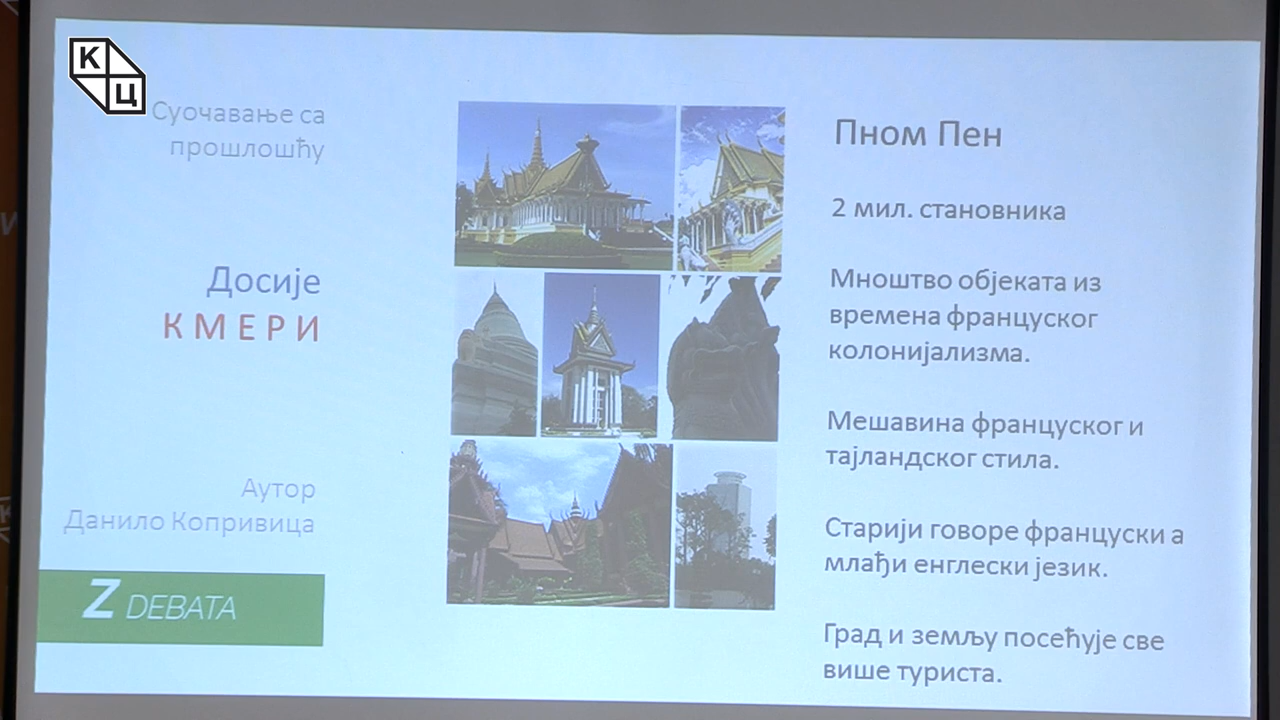 К
Ц
Суочавање са
прошлошћу
Досије
КМЕРИ
Аутор
Данило Копривица
Z DEBATA
Пном Пен
2 мил. становника
Мноштво објеката из
времена француског
колонијализма.
Мешавина француског и
тајландског стила.
Старији говоре француски а
млађи енглески језик.
Град и земљу посећује све
више туриста.